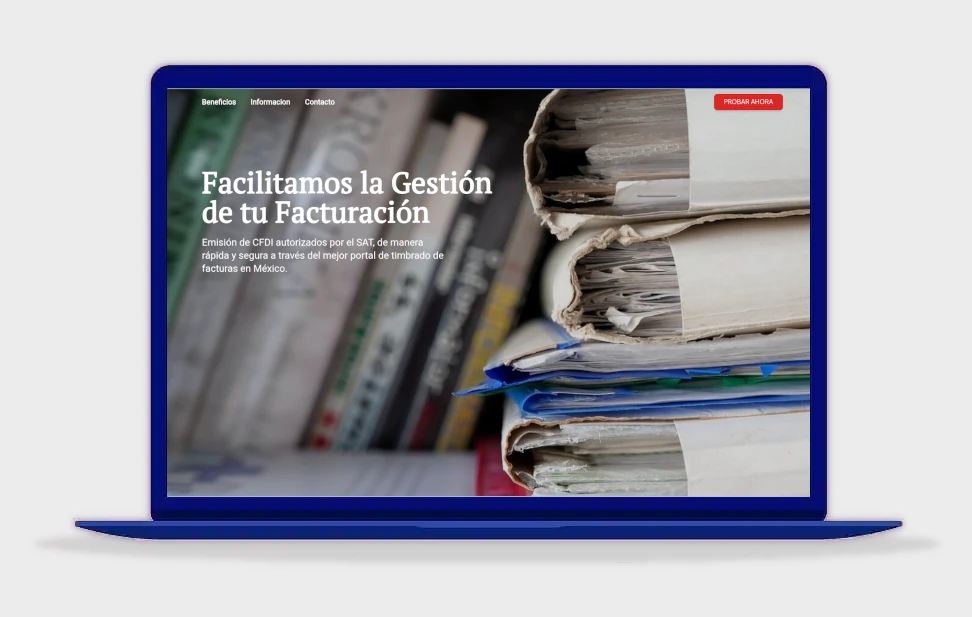 Beneficios Informacion Contacto PROBAR AHORA
Facilitamos la Gestión
de tu Facturación
Emisión de CFDI autorizados por el SAT, de manera
rápida y segura a través del mejor portal de timbrado de
facturas en México.